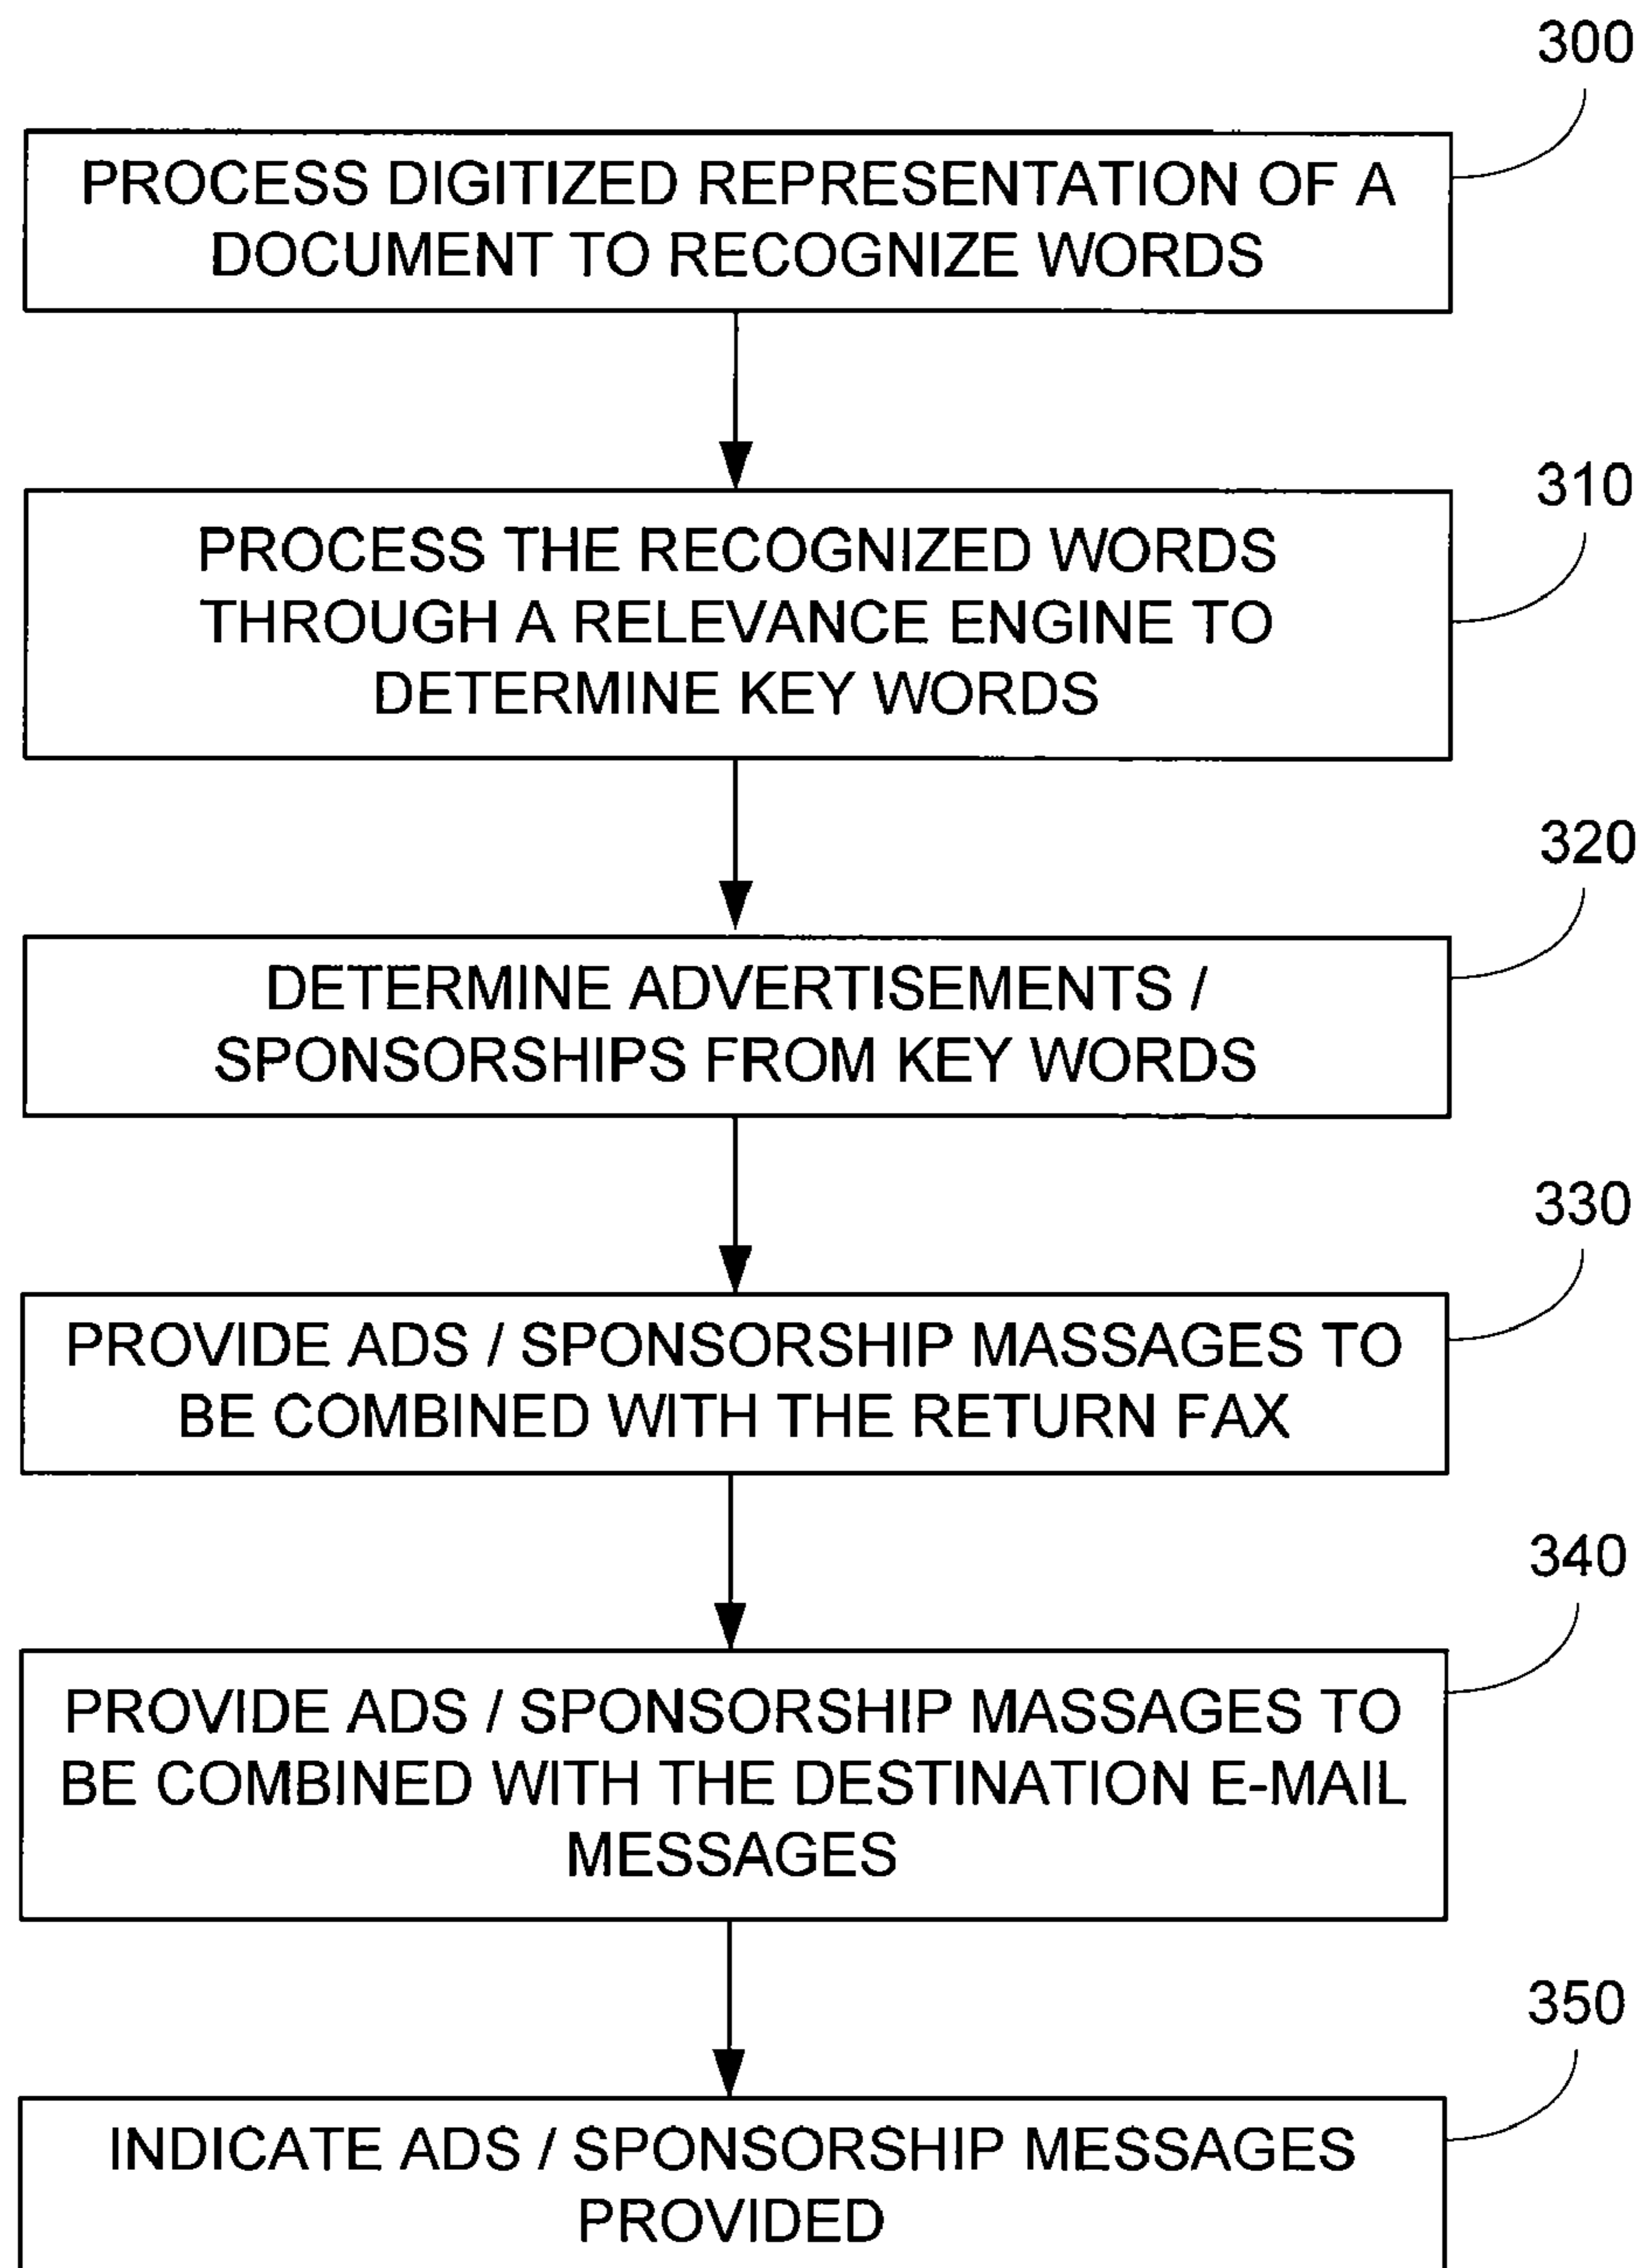 300
PROCESS DIGITIZED REPRESENTATION OF A
DOCUMENT TO RECOGNIZE WORDS
310
PROCESS THE RECOGNIZED WORDS
THROUGH A RELEVANCE ENGINE TO
DETERMINE KEY WORDS
320
DETERMINE ADVERTISEMENTS /
SPONSORSHIPS FROM KEY WORDS
330
PROVIDE ADS / SPONSORSHIP MASSAGES TO
BE COMBINED WITH THE RETURN FAX
340
PROVIDE ADS / SPONSORSHIP MASSAGES TO
BE COMBINED WITH THE DESTINATION E-MAIL
MESSAGES
350
INDICATE ADS / SPONSORSHIP MESSAGES
PROVIDED